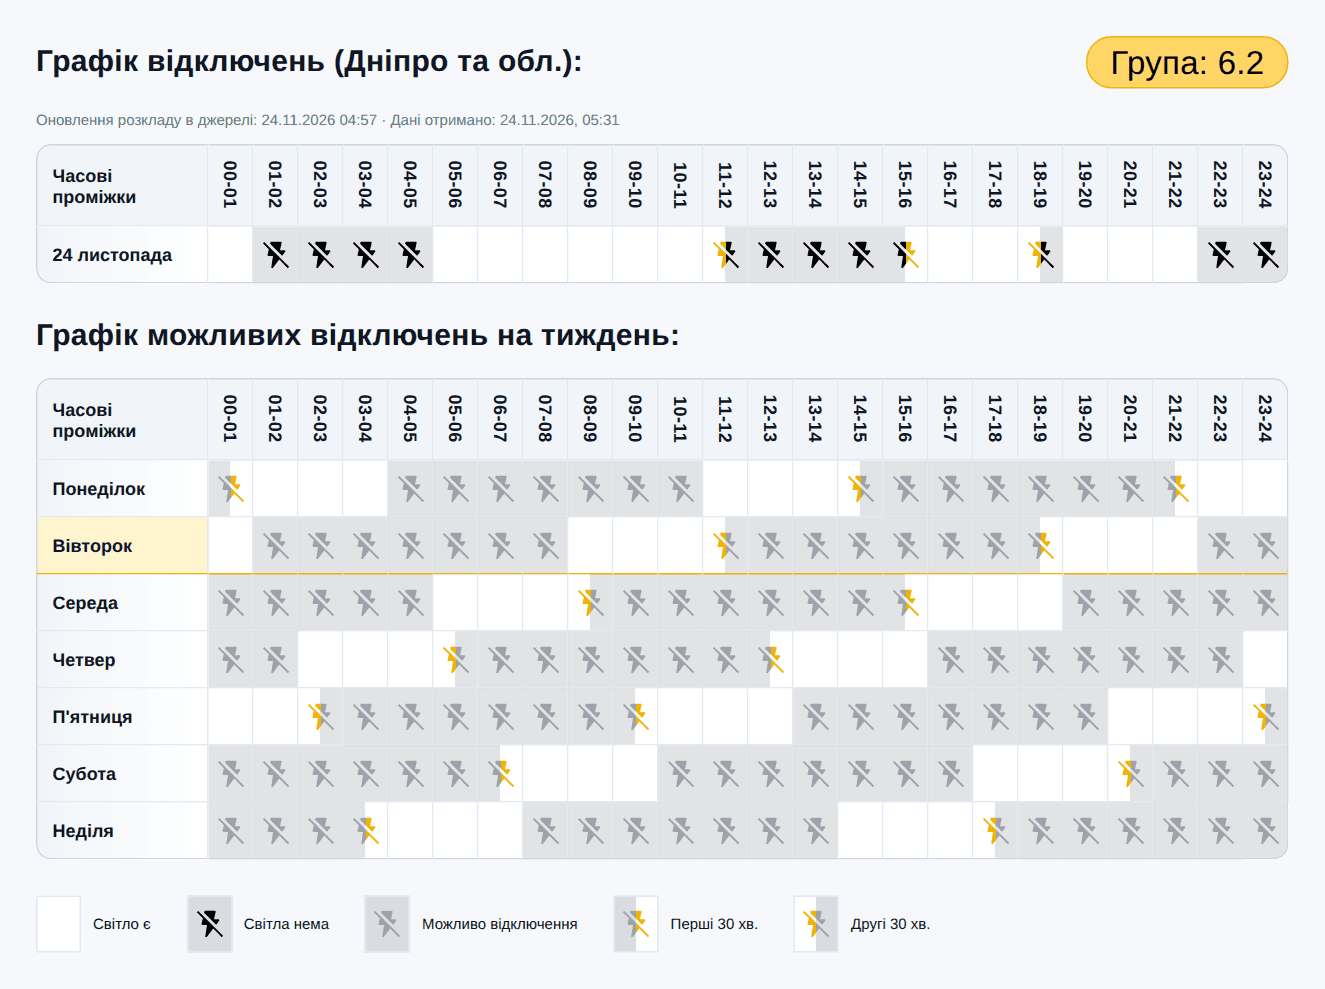 Графік відключень (Дніпро та обл.):
Група: 6.2
Оновлення розкладу в джерелі: 24.11.2026 04:57 · Дані отримано: 24.11.2026, 05:31
Часові проміжки 00-01 01-02 02-03 03-04 04-05 05-06 06-07 07-08 08-09 09-10 10-11 11-12 12-13 13-14 14-15 15-16 16-17 17-18 18-19 19-20 20-21 21-22 22-23 23-24
24 листопада
Графік можливих відключень на тиждень:
Часові проміжки 00-01 01-02 02-03 03-04 04-05 05-06 06-07 07-08 08-09 09-10 10-11 11-12 12-13 13-14 14-15 15-16 16-17 17-18 18-19 19-20 20-21 21-22 22-23 23-24
Понеділок
Вівторок
Середа
Четвер
П'ятниця
Субота
Неділя
Світло є Світла нема Можливо відключення Перші 30 хв. Другі 30 хв.